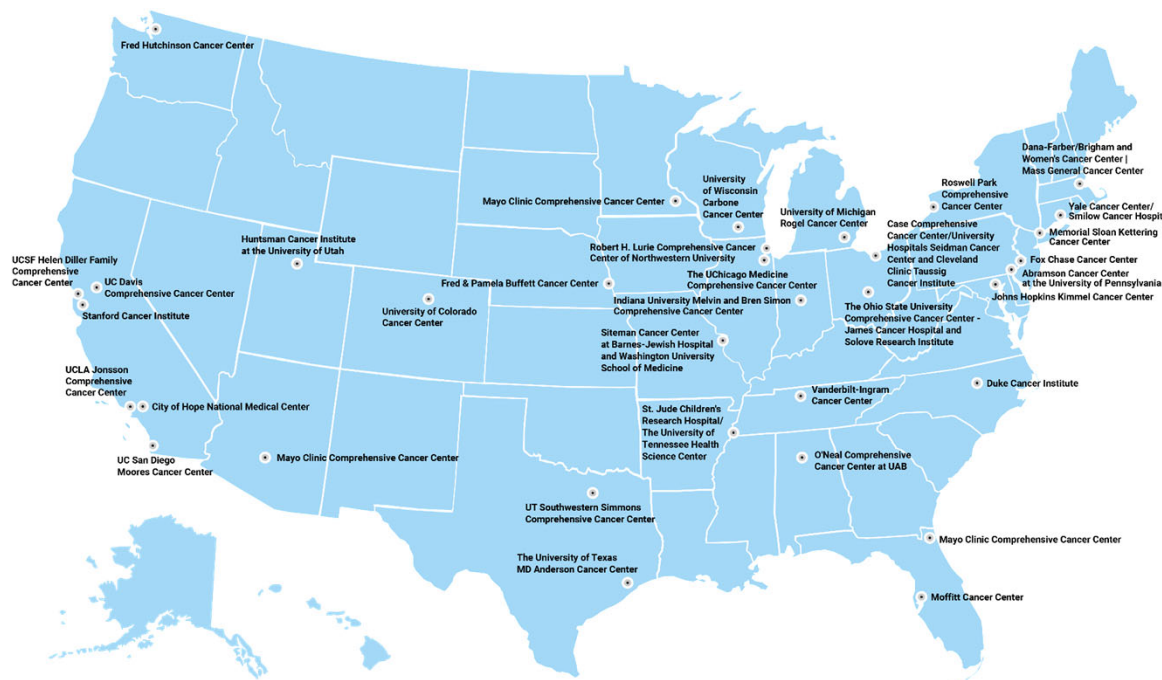 Fred Hutchinson Cancer Center
Dana-Farber/Brigham and
Women's Cancer Center |
Mass General Cancer Center
Roswell Park
Comprehensive
Cancer Center
University
of Wisconsin
Carbone
Cancer Center
Mayo Clinic Comprehensive Cancer Center
University of Michigan
Rogel Cancer Center
Yale Cancer Center/
Smilow Cancer Hospit
Case Comprehensive
Cancer Center/University
Hospitals Seidman Cancer
Center and Cleveland
Clinic Taussig
Cancer Institute
Memorial Sloan Kettering
Cancer Center
Huntsman Cancer Institute
at the University of Utah
Robert H. Lurie Comprehensive Cancer
Center of Northwestern University
UCSF Helen Diller Family
Comprehensive
Cancer Center
UC Davis
Comprehensive Cancer Center
Stanford Cancer Institute
Fred & Pamela Buffett Cancer Center
The UChicago Medicine
Comprehensive Cancer Center
Fox Chase Cancer Center
Abramson Cancer Center
at the University of Pennsylvania
Johns Hopkins Kimmel Cancer Center
University of Colorado
Cancer Center
Indiana University Melvin and Bren Simon
Comprehensive Cancer Center
The Ohio State University
Comprehensive Cancer Center -
James Cancer Hospital and
Solove Research Institute
Siteman Cancer Center
at Barnes-Jewish Hospital
and Washington University
School of Medicine
UCLA Jonsson
Comprehensive
Cancer Center
City of Hope National Medical Center
Vanderbilt-Ingram
Cancer Center
Duke Cancer Institute
St. Jude Children's
Research Hospital/
The University of
Tennessee Health
Science Center
UC San Diego
Moores Cancer Center
Mayo Clinic Comprehensive Cancer Center
O'Neal Comprehensive
Cancer Center at UAB
UT Southwestern Simmons
Comprehensive Cancer Center
Mayo Clinic Comprehensive Cancer Center
The University of Texas
MD Anderson Cancer Center
Moffitt Cancer Center